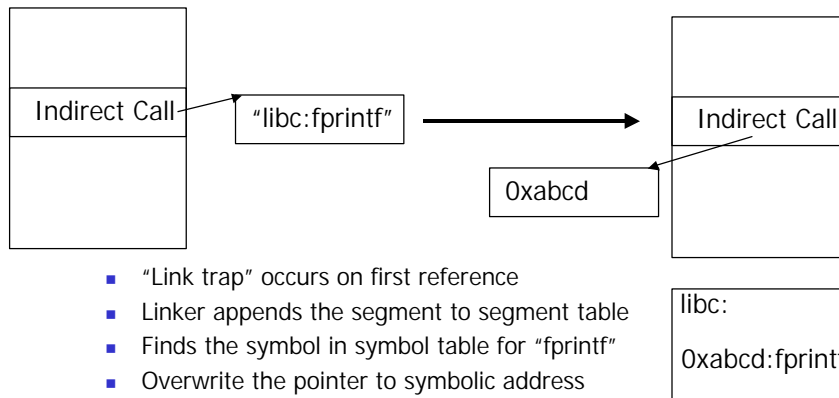 Indirect Call
“libc:fprintf”
Indirect Call
0xabcd
“Link trap” occurs on first reference
Linker appends the segment to segment table
Finds the symbol in symbol table for “fprintf”
Overwrite the pointer to symbolic address
libc:
0xabcd:fprint